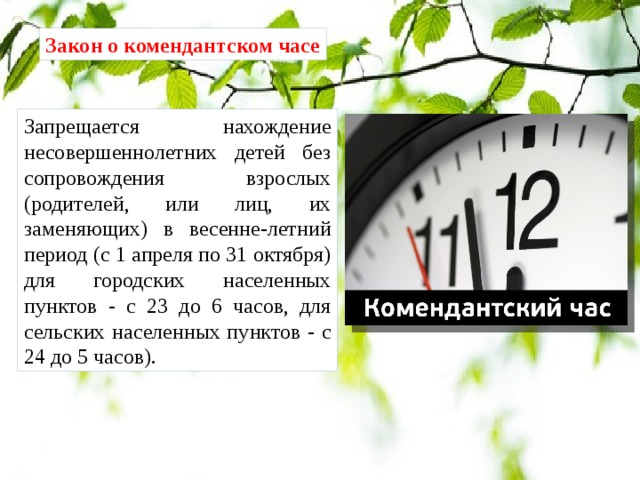 Закон о комендантском часе
Запрещается нахождение
несовершеннолетних детей без
сопровождения взрослых
(родителей, или лиц, их
заменяющих) в весенне-летний
период (с 1 апреля по 31 октября)
для городских населенных
пунктов - с 23 до 6 часов, для
сельских населенных пунктов - с
24 до 5 часов).
12
11
Комендантский час